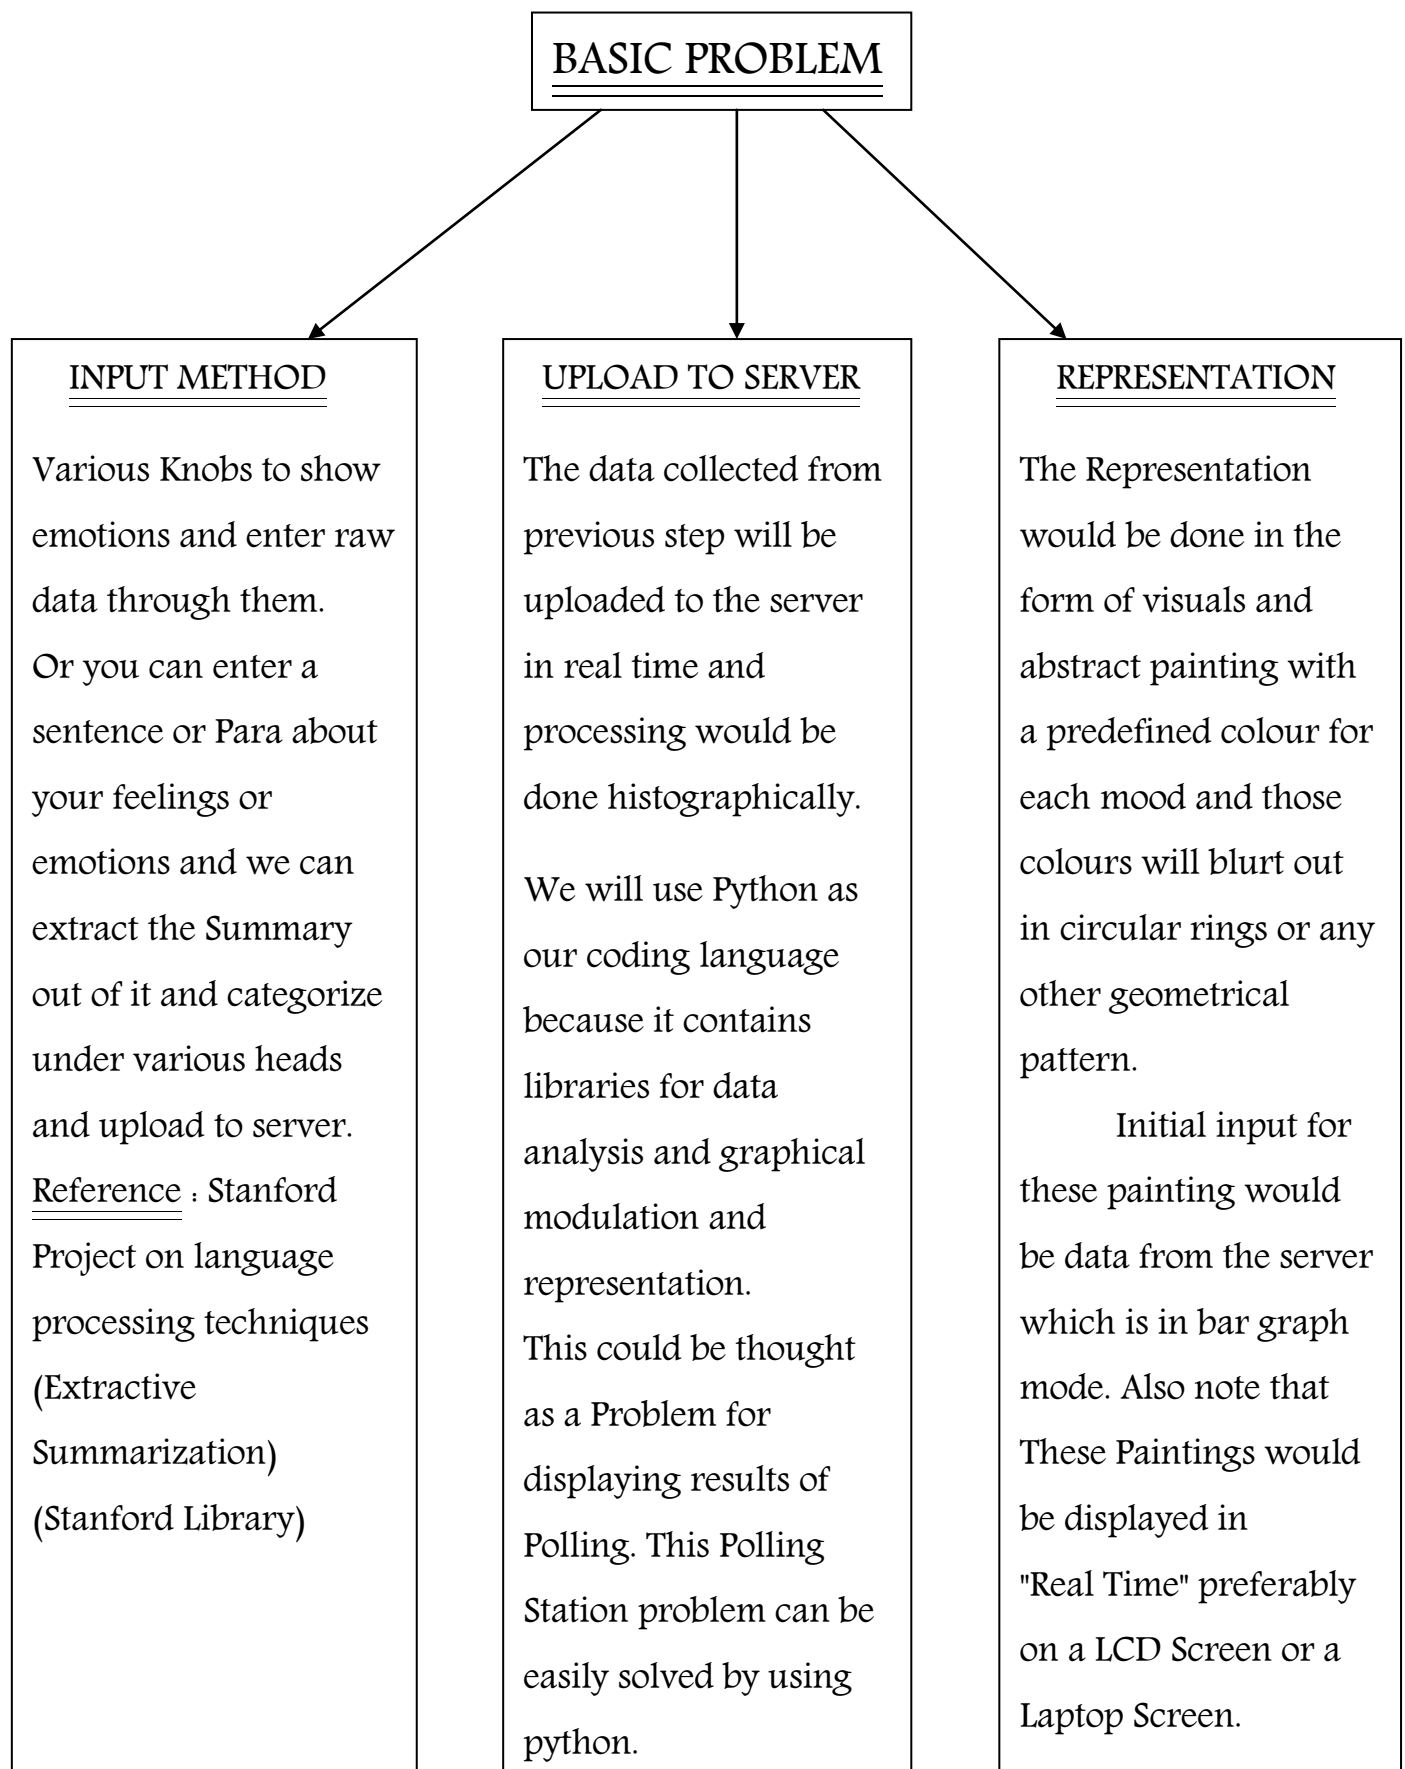 BASIC PROBLEM
INPUT METHOD
Various Knobs to show
emotions and enter raw
data through them.
Or you can enter a
sentence or Para about
your feelings or
emotions and we can
extract the Summary
out of it and categorize
under various heads
and upload to server.
Reference : Stanford
Project on language
processing techniques
(Extractive
Summarization)
(Stanford Library)
UPLOAD TO SERVER
The data collected from
previous step will be
uploaded to the server
in real time and
processing would be
done histographically.
We will use Python as
our coding language
because it contains
libraries for data
analysis and graphical
modulation and
representation.
This could be thought
as a Problem for
displaying results of
Polling. This Polling
Station problem can be
easily solved by using
python.
REPRESENTATION
The Representation
would be done in the
form of visuals and
abstract painting with
a predefined colour for
each mood and those
colours will blurt out
in circular rings or any
other geometrical
pattern.
Initial input for
these painting would
be data from the server
which is in bar graph
mode. Also note that
These Paintings would
be displayed in
"Real Time" preferably
on a LCD Screen or a
Laptop Screen.